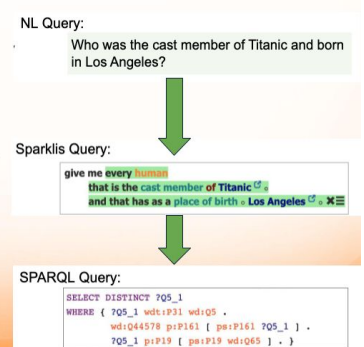 NL Query:
Who was the cast member of Titanic and born
in Los Angeles?
Sparklis Query:
give me every human
that is the cast member of Titanic .
and that has as a place of birth . Los Angeles .
SPARQL Query:
SELECT DISTINCT ?Q5_1
WHERE { ?Q5_1 wdt:P31 wd:Q5 .
wd:Q44578 p:P161 [ ps:P161 ?Q5_1 ] .
?Q5_1 p:P19 [ ps:P19 wd:Q65 ] . }